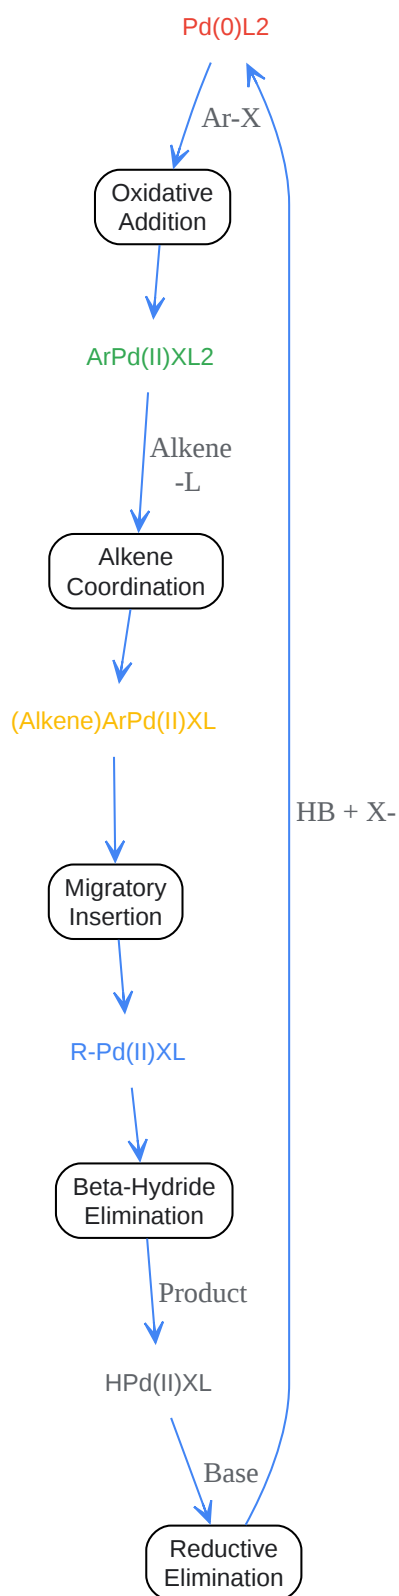 Pd(0)L2
Ar-X
Oxidative
Addition
ArPd(II)XL2
Alkene
-L
Alkene
Coordination
(Alkene)ArPd(II)XL
HB + X-
Migratory
Insertion
R-Pd(II)XL
Beta-Hydride
Elimination
Product
HPd(II)XL
Base
Reductive
Elimination